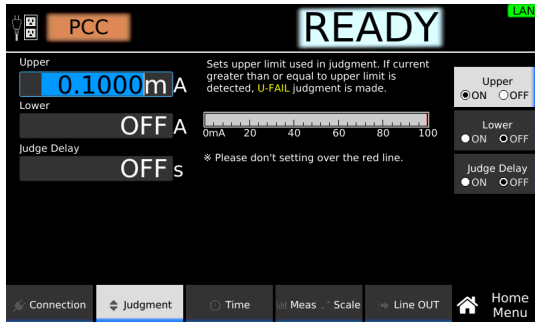 PCC
READY
LAN
Upper
0.1000m A
Lower
OFF A
Judge Delay
OFF s
Sets upper limit used in judgment. If current
greater than or equal to upper limit is
detected, U-FAIL judgment is made.
0mA 20 40 60 80 100
※ Please don't setting over the red line.
Upper
ON OFF
Lower
ON OFF
Judge Delay
ON OFF
Connection
Judgment
Time
Meas Scale
Line OUT
Home
Menu